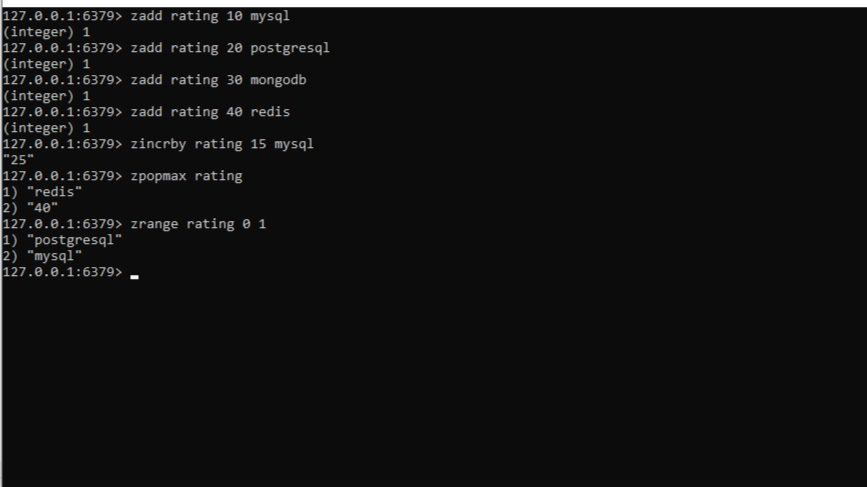 127.0.0.1:6379> zadd rating 10 mysql
(integer) 1
127.0.0.1:6379> zadd rating 20 postgresql
(integer) 1
127.0.0.1:6379> zadd rating 30 mongodb
(integer) 1
127.0.0.1:6379> zadd rating 40 redis
(integer) 1
127.0.0.1:6379> zincrby rating 15 mysql
"25"
127.0.0.1:6379> zpopmax rating
1) "redis"
2) "40"
127.0.0.1:6379> zrange rating 0 1
1) "postgresql"
2) "mysql"
127.0.0.1:6379>